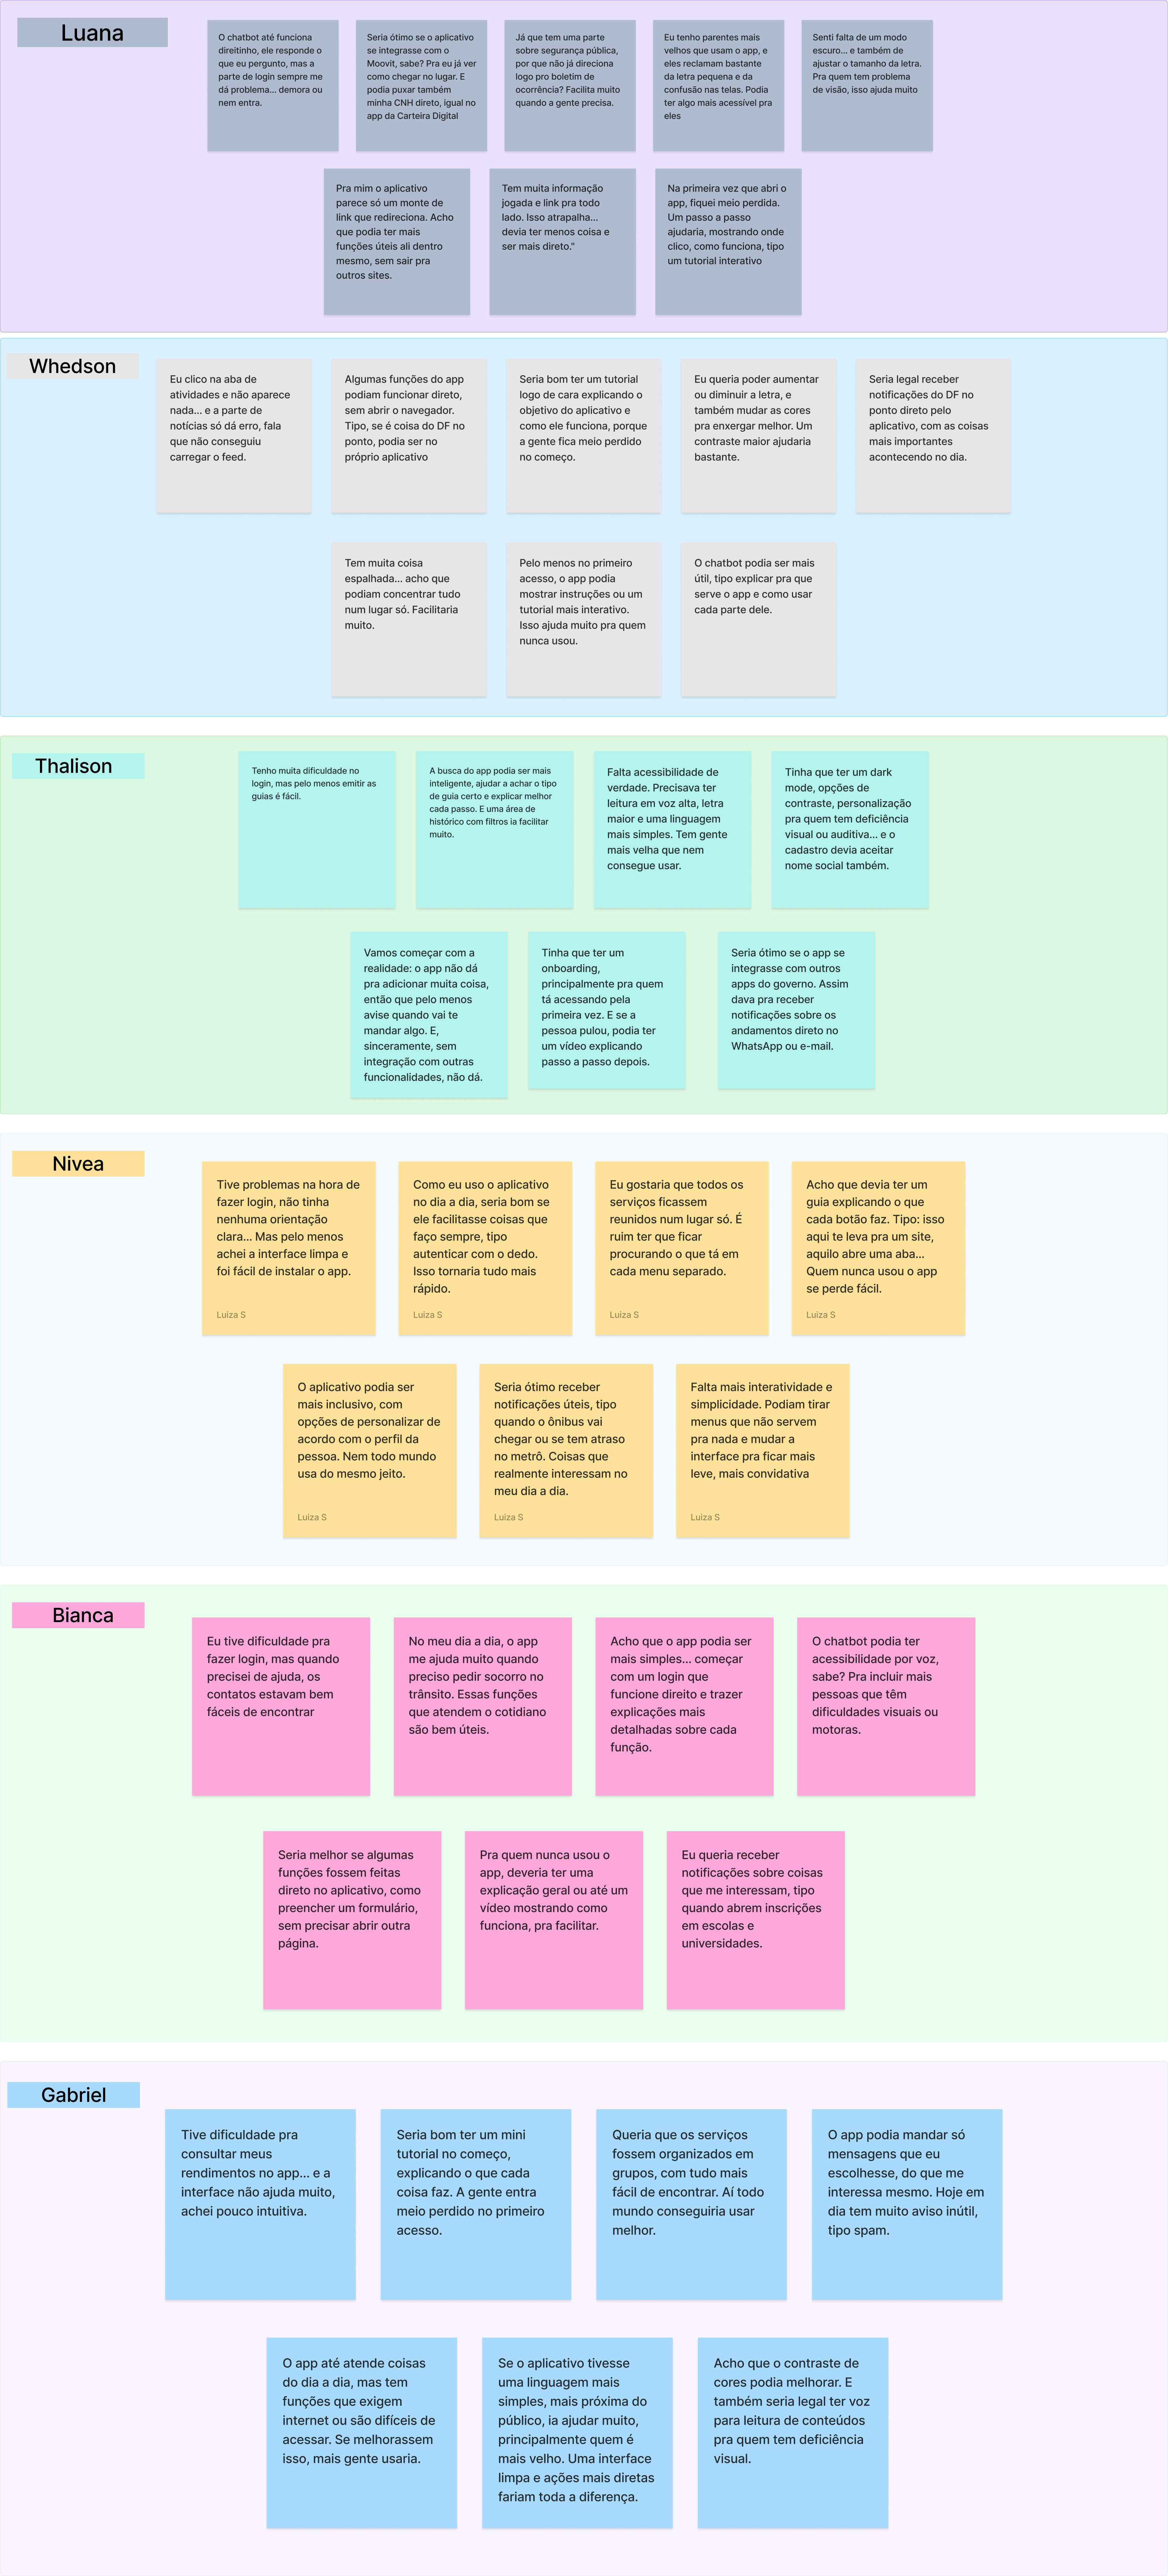 Luana
O chatbot até funciona
direitinho, ele responde o
que eu pergunto, mas a
parte de login sempre me
dá problema... demora ou
nem entra.
Seria ótimo se o aplicativo
se integrasse com o
Moovit, sabe? Pra eu já ver
como chegar no lugar. E
podia puxar também
minha CNH direto, igual no
app da Carteira Digital
Já que tem uma parte
sobre segurança pública,
por que não já direciona
logo pro boletim de
ocorrência? Facilita muito
quando a gente precisa.
Eu tenho parentes mais
velhos que usam o app, e
eles reclamam bastante
da letra pequena e da
confusão nas telas. Podia
ter algo mais acessível pra
eles
Senti falta de um modo
escuro... e também de
ajustar o tamanho da letra.
Pra quem tem problema
de visão, isso ajuda muito
Pra mim o aplicativo
parece só um monte de
link que redireciona. Acho
que podia ter mais
funções úteis ali dentro
mesmo, sem sair pra
outros sites.
Tem muita informação
jogada e link pra todo
lado. Isso atrapalha...
devia ter menos coisa e
ser mais direto."
Na primeira vez que abri o
app, fiquei meio perdida.
Um passo a passo
ajudaria, mostrando onde
clico, como funciona, tipo
um tutorial interativo
Whedson
Eu clico na aba de
atividades e não aparece
nada... e a parte de
notícias só dá erro, fala
que não conseguiu
carregar o feed.
Algumas funções do app
podiam funcionar direto,
sem abrir o navegador.
Tipo, se é coisa do DF no
ponto, podia ser no
próprio aplicativo
Seria bom ter um tutorial
logo de cara explicando o
objetivo do aplicativo e
como ele funciona, porque
a gente fica meio perdido
no começo.
Eu queria poder aumentar
ou diminuir a letra, e
também mudar as cores
pra enxergar melhor. Um
contraste maior ajudaria
bastante.
Seria legal receber
notificações do DF no
ponto direto pelo
aplicativo, com as coisas
mais importantes
acontecendo no dia.
Tem muita coisa
espalhada... acho que
podiam concentrar tudo
num lugar só. Facilitaria
muito.
Pelo menos no primeiro
acesso, o app podia
mostrar instruções ou um
tutorial mais interativo.
Isso ajuda muito pra quem
nunca usou.
O chatbot podia ser mais
útil, tipo explicar pra que
serve o app e como usar
cada parte dele.
Thalison
Tenho muita dificuldade no
login, mas pelo menos emitir as
guias é fácil.
A busca do app podia ser mais
inteligente, ajudar a achar o tipo
de guia certo e explicar melhor
cada passo. E uma área de
histórico com filtros ia facilitar
muito.
Falta acessibilidade de
verdade. Precisava ter
leitura em voz alta, letra
maior e uma linguagem
mais simples. Tem gente
mais velha que nem
consegue usar.
Tinha que ter um dark
mode, opções de
contraste, personalização
pra quem tem deficiência
visual ou auditiva... e o
cadastro devia aceitar
nome social também.
Vamos começar com a
realidade: o app não dá
pra adicionar muita coisa,
então que pelo menos
avise quando vai te
mandar algo. E,
sinceramente, sem
integração com outras
funcionalidades, não dá.
Tinha que ter um
onboarding,
principalmente pra quem
tá acessando pela
primeira vez. E se a
pessoa pulou, podia ter
um vídeo explicando
passo a passo depois.
Seria ótimo se o app se
integrasse com outros
apps do governo. Assim
dava pra receber
notificações sobre os
andamentos direto no
WhatsApp ou e-mail.
Nivea
Tive problemas na hora de
fazer login, não tinha
nenhuma orientação
clara... Mas pelo menos
achei a interface limpa e
foi fácil de instalar o app.
Luiza S
Como eu uso o aplicativo
no dia a dia, seria bom se
ele facilitasse coisas que
faço sempre, tipo
autenticar com o dedo.
Isso tornaria tudo mais
rápido.
Luiza S
Eu gostaria que todos os
serviços ficassem
reunidos num lugar só. É
ruim ter que ficar
procurando o que tá em
cada menu separado.
Luiza S
Acho que devia ter um
guia explicando o que
cada botão faz. Tipo: isso
aqui te leva pra um site,
aquilo abre uma aba...
Quem nunca usou o app
se perde fácil.
Luiza S
O aplicativo podia ser
mais inclusivo, com
opções de personalizar de
acordo com o perfil da
pessoa. Nem todo mundo
usa do mesmo jeito.
Luiza S
Seria ótimo receber
notificações úteis, tipo
quando o ônibus vai
chegar ou se tem atraso
no metrô. Coisas que
realmente interessam no
meu dia a dia.
Luiza S
Falta mais interatividade e
simplicidade. Podiam tirar
menus que não servem
pra nada e mudar a
interface pra ficar mais
leve, mais convidativa
Luiza S
Bianca
Eu tive dificuldade pra
fazer login, mas quando
precisei de ajuda, os
contatos estavam bem
fáceis de encontrar
No meu dia a dia, o app
me ajuda muito quando
preciso pedir socorro no
trânsito. Essas funções
que atendem o cotidiano
são bem úteis.
Acho que o app podia ser
mais simples... começar
com um login que
funcione direito e trazer
explicações mais
detalhadas sobre cada
função.
O chatbot podia ter
acessibilidade por voz,
sabe? Pra incluir mais
pessoas que têm
dificuldades visuais ou
motoras.
Seria melhor se algumas
funções fossem feitas
direto no aplicativo, como
preencher um formulário,
sem precisar abrir outra
página.
Pra quem nunca usou o
app, deveria ter uma
explicação geral ou até um
vídeo mostrando como
funciona, pra facilitar.
Eu queria receber
notificações sobre coisas
que me interessam, tipo
quando abrem inscrições
em escolas e
universidades.
Gabriel
Tive dificuldade pra
consultar meus
rendimentos no app... e a
interface não ajuda muito,
achei pouco intuitiva.
Seria bom ter um mini
tutorial no começo,
explicando o que cada
coisa faz. A gente entra
meio perdido no primeiro
acesso.
Queria que os serviços
fossem organizados em
grupos, com tudo mais
fácil de encontrar. Aí todo
mundo conseguiria usar
melhor.
O app podia mandar só
mensagens que eu
escolhesse, do que me
interessa mesmo. Hoje em
dia tem muito aviso inútil,
tipo spam.
O app até atende coisas
do dia a dia, mas tem
funções que exigem
internet ou são difíceis de
acessar. Se melhorassem
isso, mais gente usaria.
Se o aplicativo tivesse
uma linguagem mais
simples, mais próxima do
público, ia ajudar muito,
principalmente quem é
mais velho. Uma interface
limpa e ações mais diretas
fariam toda a diferença.
Acho que o contraste de
cores podia melhorar. E
também seria legal ter voz
para leitura de conteúdos
pra quem tem deficiência
visual.